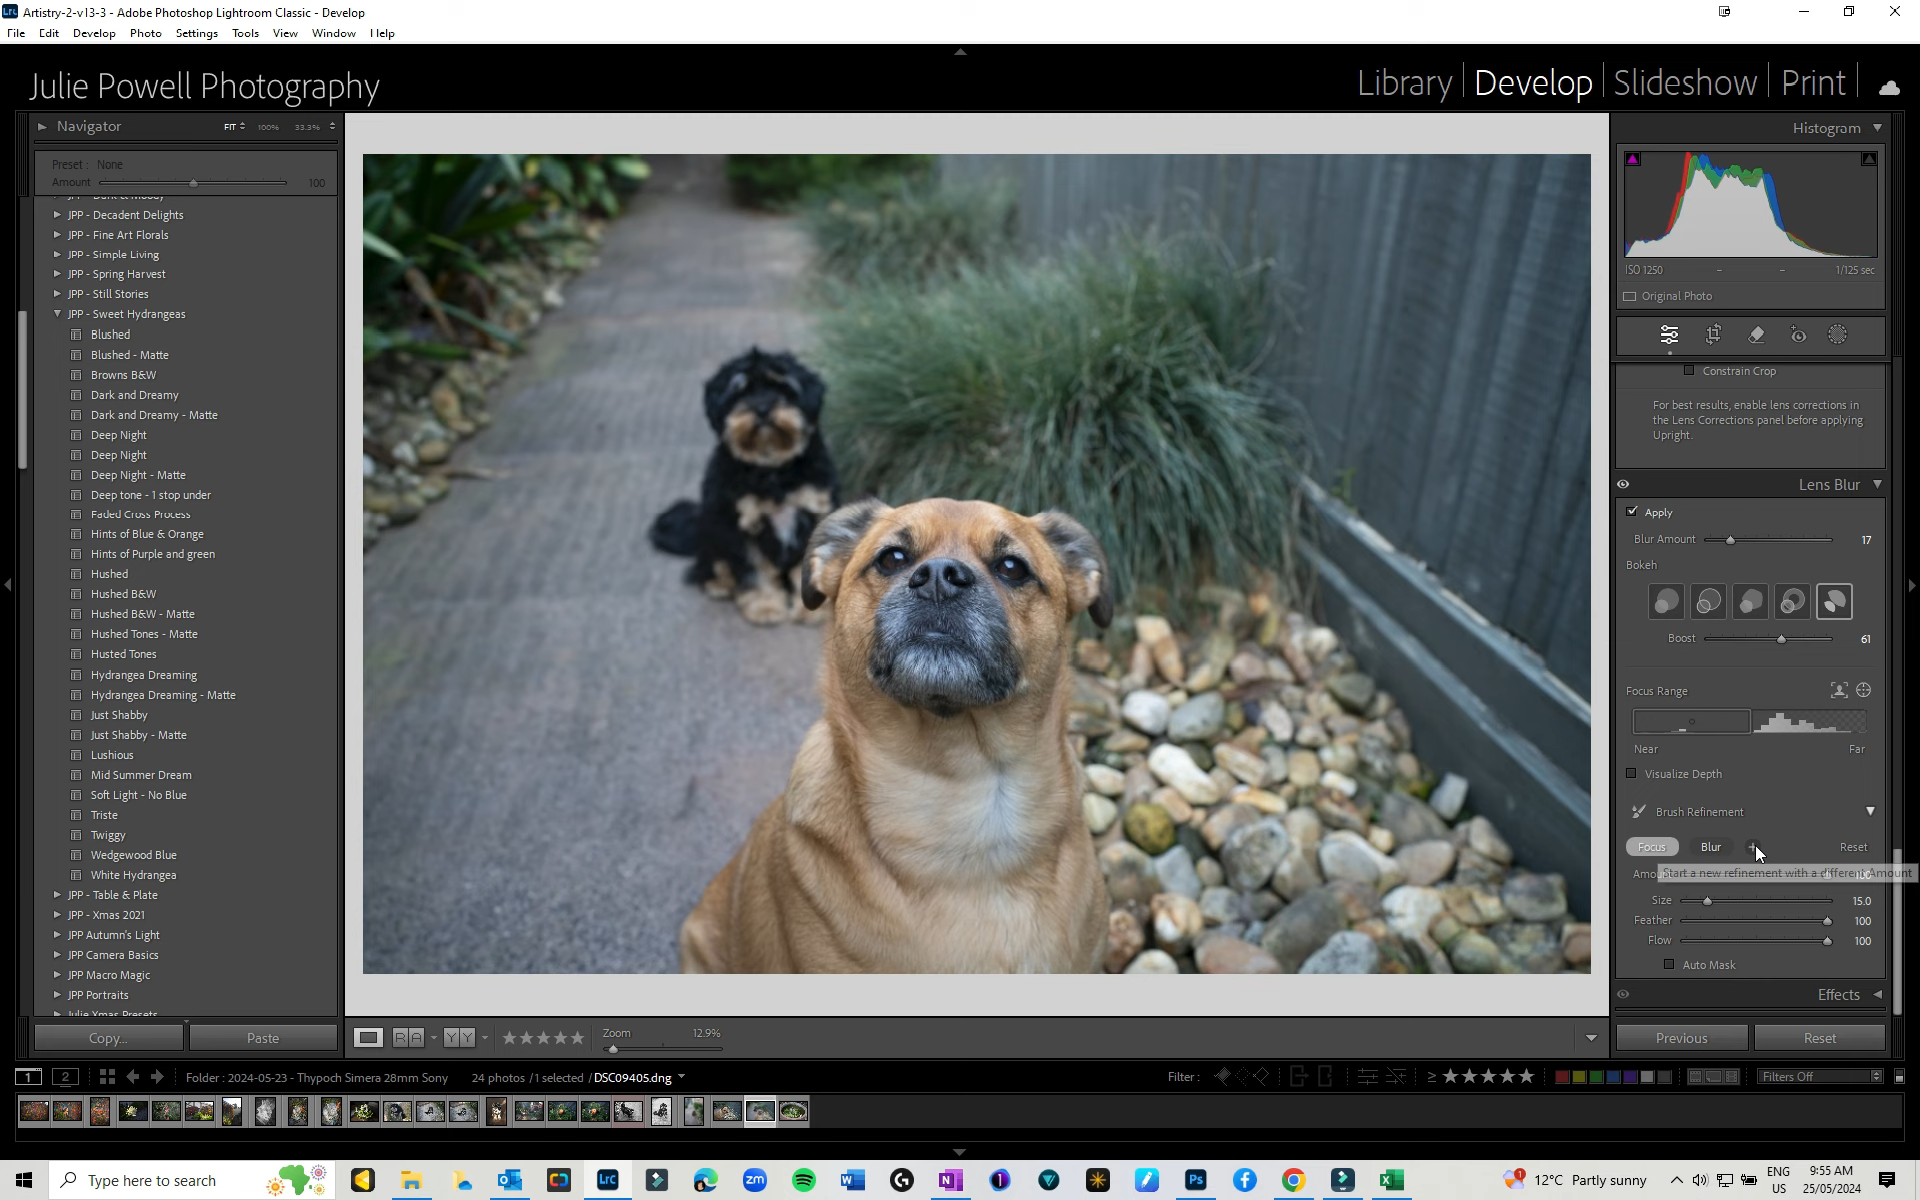 Artistry-2-v13-3 - Adobe Photoshop Lightroom Classic - Develop
File Edit Develop Photo Settings Tools View Window Help
Julie Powell Photography
Library Develop Slideshow Print
Navigator FIT 100% 33.3%
Preset : None
Amount 100
JPP - Dark & Moody
JPP - Decadent Delights
JPP - Fine Art Florals
JPP - Simple Living
JPP - Spring Harvest
JPP - Still Stories
JPP - Sweet Hydrangeas
Blushed
Blushed - Matte
Browns B&W
Dark and Dreamy
Dark and Dreamy - Matte
Deep Night
Deep Night
Deep Night - Matte
Deep tone - 1 stop under
Faded Cross Process
Hints of Blue & Orange
Hints of Purple and green
Hushed
Hushed B&W
Hushed B&W - Matte
Hushed Tones - Matte
Husted Tones
Hydrangea Dreaming
Hydrangea Dreaming - Matte
Just Shabby
Just Shabby - Matte
Lushious
Mid Summer Dream
Soft Light - No Blue
Triste
Twiggy
Wedgewood Blue
White Hydrangea
JPP - Table & Plate
JPP - Xmas 2021
JPP Autumn's Light
JPP Camera Basics
JPP Macro Magic
JPP Portraits
Julie Xmas Presets
Copy... Paste
Histogram
ISO 1250 – – 1/125 sec
Original Photo
Constrain Crop
For best results, enable lens corrections in
the Lens Corrections panel before applying
Upright.
Lens Blur
Apply
Blur Amount 17
Bokeh
Boost 61
Focus Range
Near Far
Visualize Depth
Brush Refinement
Focus Blur + Reset
Start a new refinement with a different Amount
Size 15.0
Feather 100
Flow 100
Auto Mask
Effects
Previous Reset
R A Y Y Zoom 12.9%
1 2 Folder : 2024-05-23 - Thypoch Simera 28mm Sony 24 photos / 1 selected / DSC09405.dng Filter : ≥ Filters Off
Type here to search
Lrc zm Ps
12°C Partly sunny
ENG
US
9:55 AM
25/05/2024